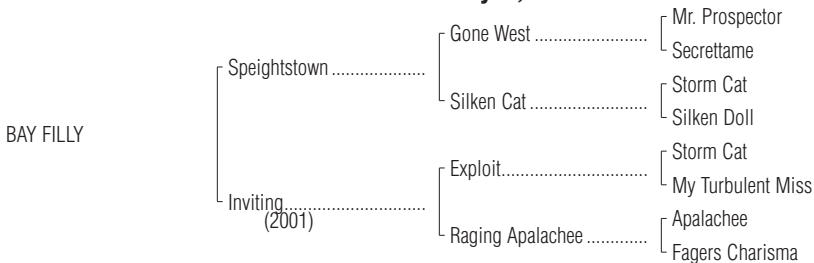 Mr. Prospector
Gone West ........................
Secrettame
Speightstown ....................
Storm Cat
Silken Cat .........................
Silken Doll
BAY FILLY
Storm Cat
Exploit...............................
My Turbulent Miss
Inviting.............................
(2001)
Apalachee
Raging Apalachee .............
Fagers Charisma